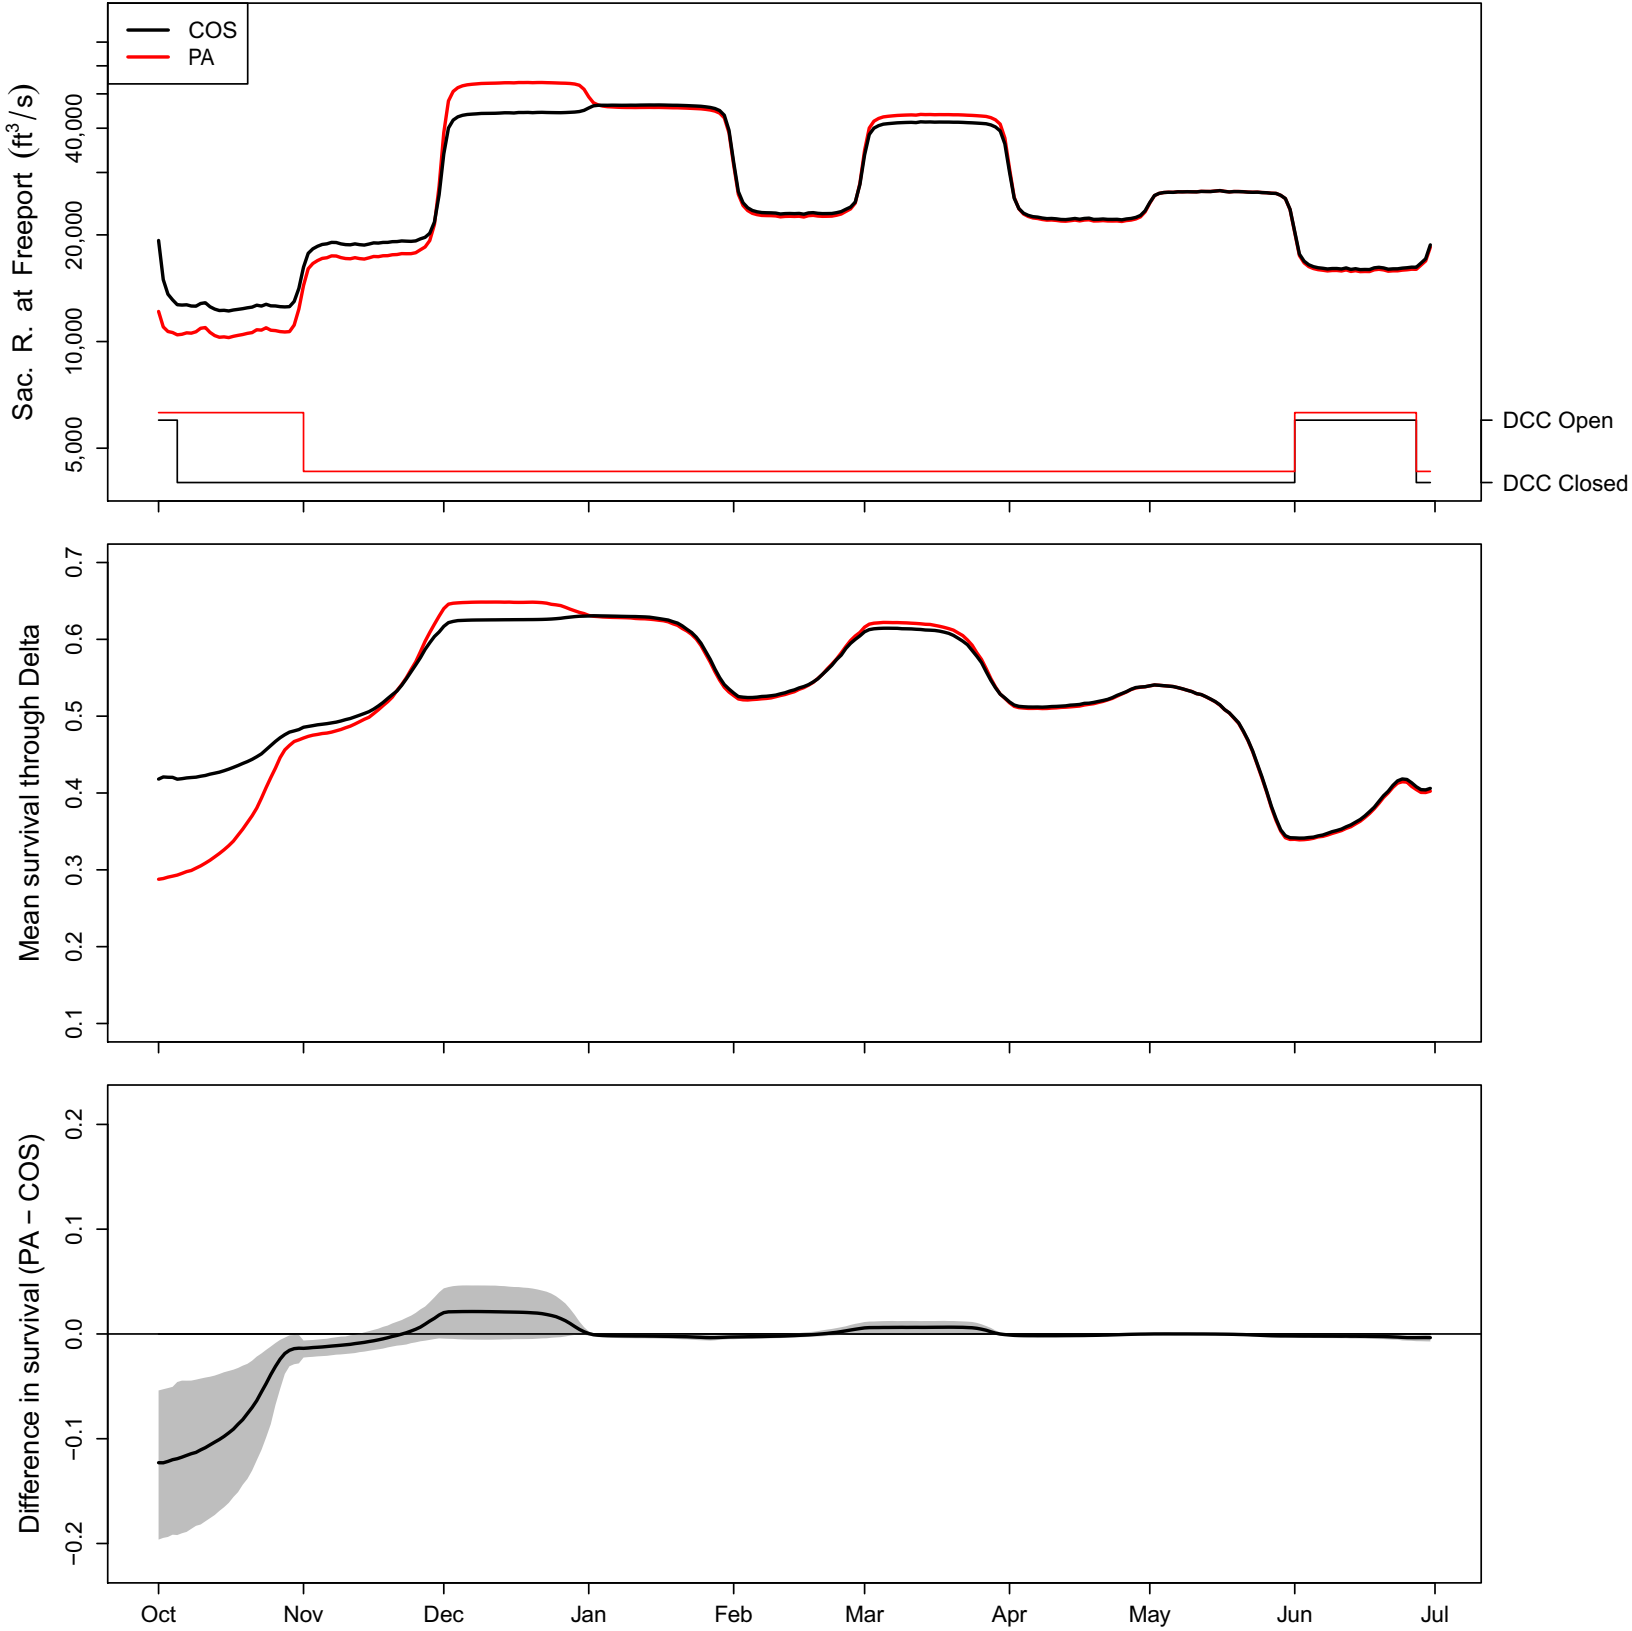 COS
PA
Sac. R. at Freeport (ft³/s)
40,000
20,000
10,000
5,000
DCC Open
DCC Closed
Mean survival through Delta
0.7
0.6
0.5
0.4
0.3
0.2
0.1
Difference in survival (PA − COS)
0.2
0.1
0.0
−0.1
−0.2
Oct Nov Dec Jan Feb Mar Apr May Jun Jul